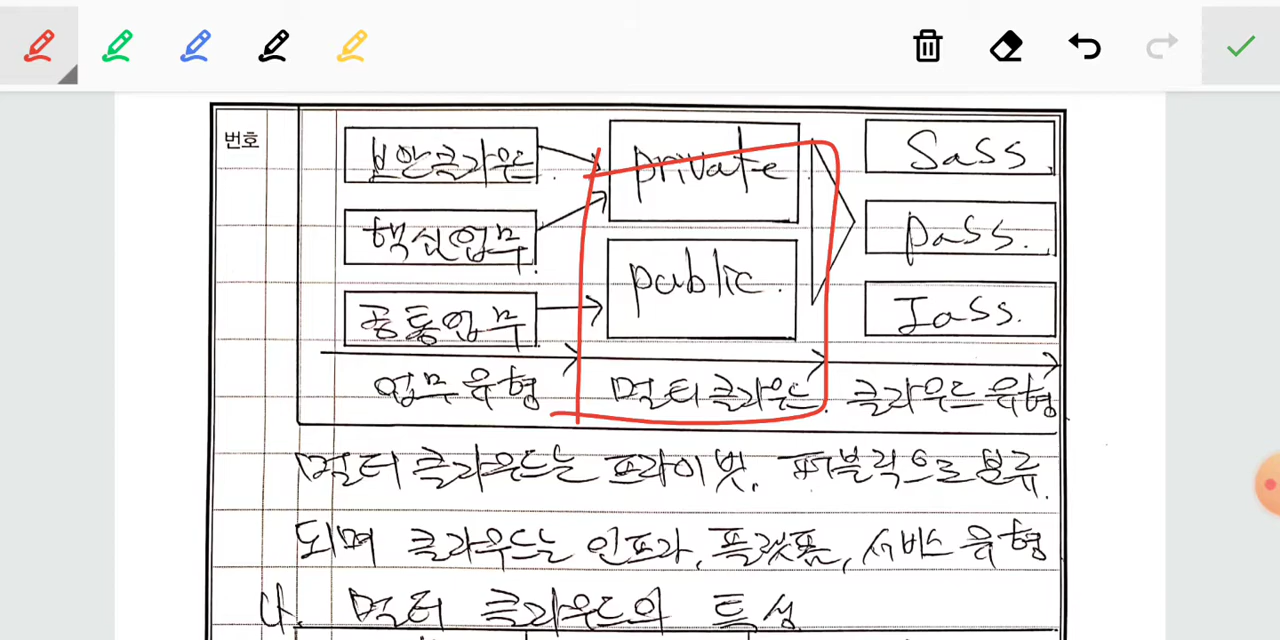 번호
보안클라우드 private Sass.
핵심업무 public. pass.
공통업무 Iass.
업무유형 멀티클라우드. 클라우드유형
멀터 클라우드는 프라이빗, 퍼블릭으로 분류.
되며 클라우드는 인프라, 플랫폼, 서비스 유형
나. 멀터 클라우드의 특성